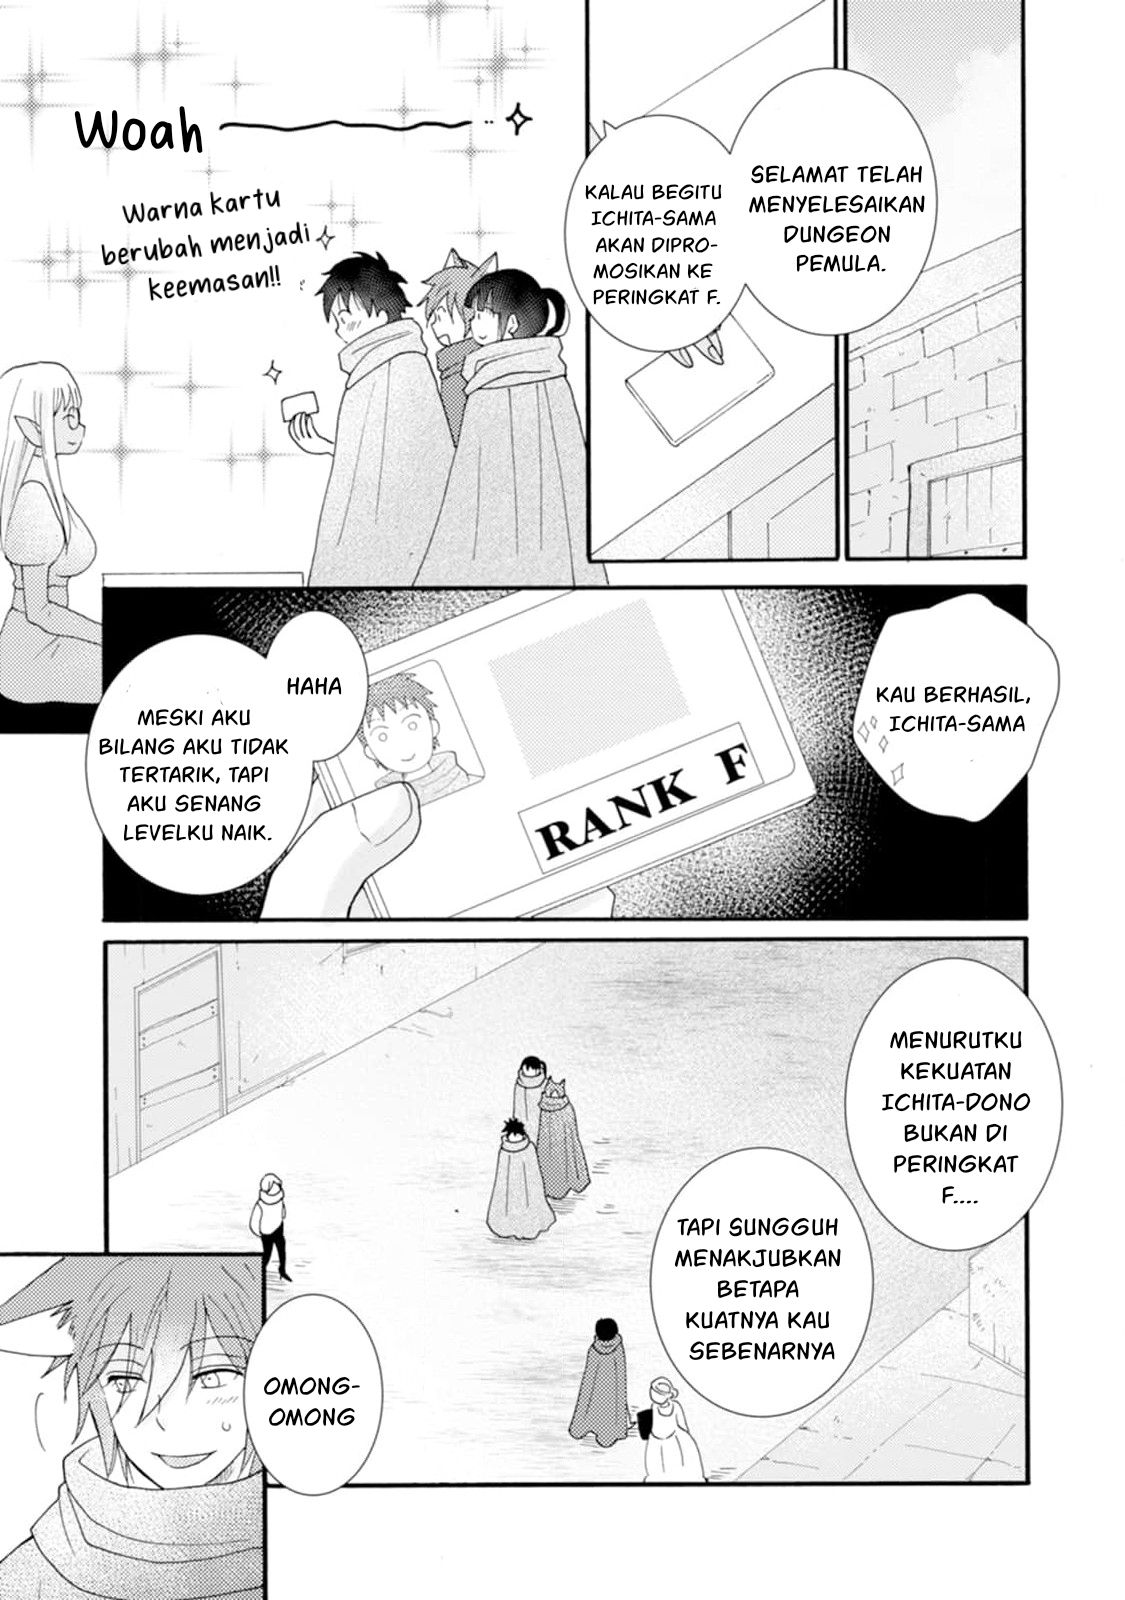 SELAMAT TELAH
MENYELESAIKAN
DUNGEON
PEMULA.
KALAU BEGITU
ICHITA-SAMA
AKAN DIPRO-
MOSIKAN KE
PERINGKAT F.
Woah
Warna kartu
berubah menjadi
keemasan!!
KAU BERHASIL,
ICHITA-SAMA
RANK F
HAHA
MESKI AKU
BILANG AKU TIDAK
TERTARIK, TAPI
AKU SENANG
LEVELKU NAIK.
MENURUTKU
KEKUATAN
ICHITA-DONO
BUKAN DI
PERINGKAT
F....
TAPI SUNGGUH
MENAKJUBKAN
BETAPA
KUATNYA KAU
SEBENARNYA
OMONG-
OMONG